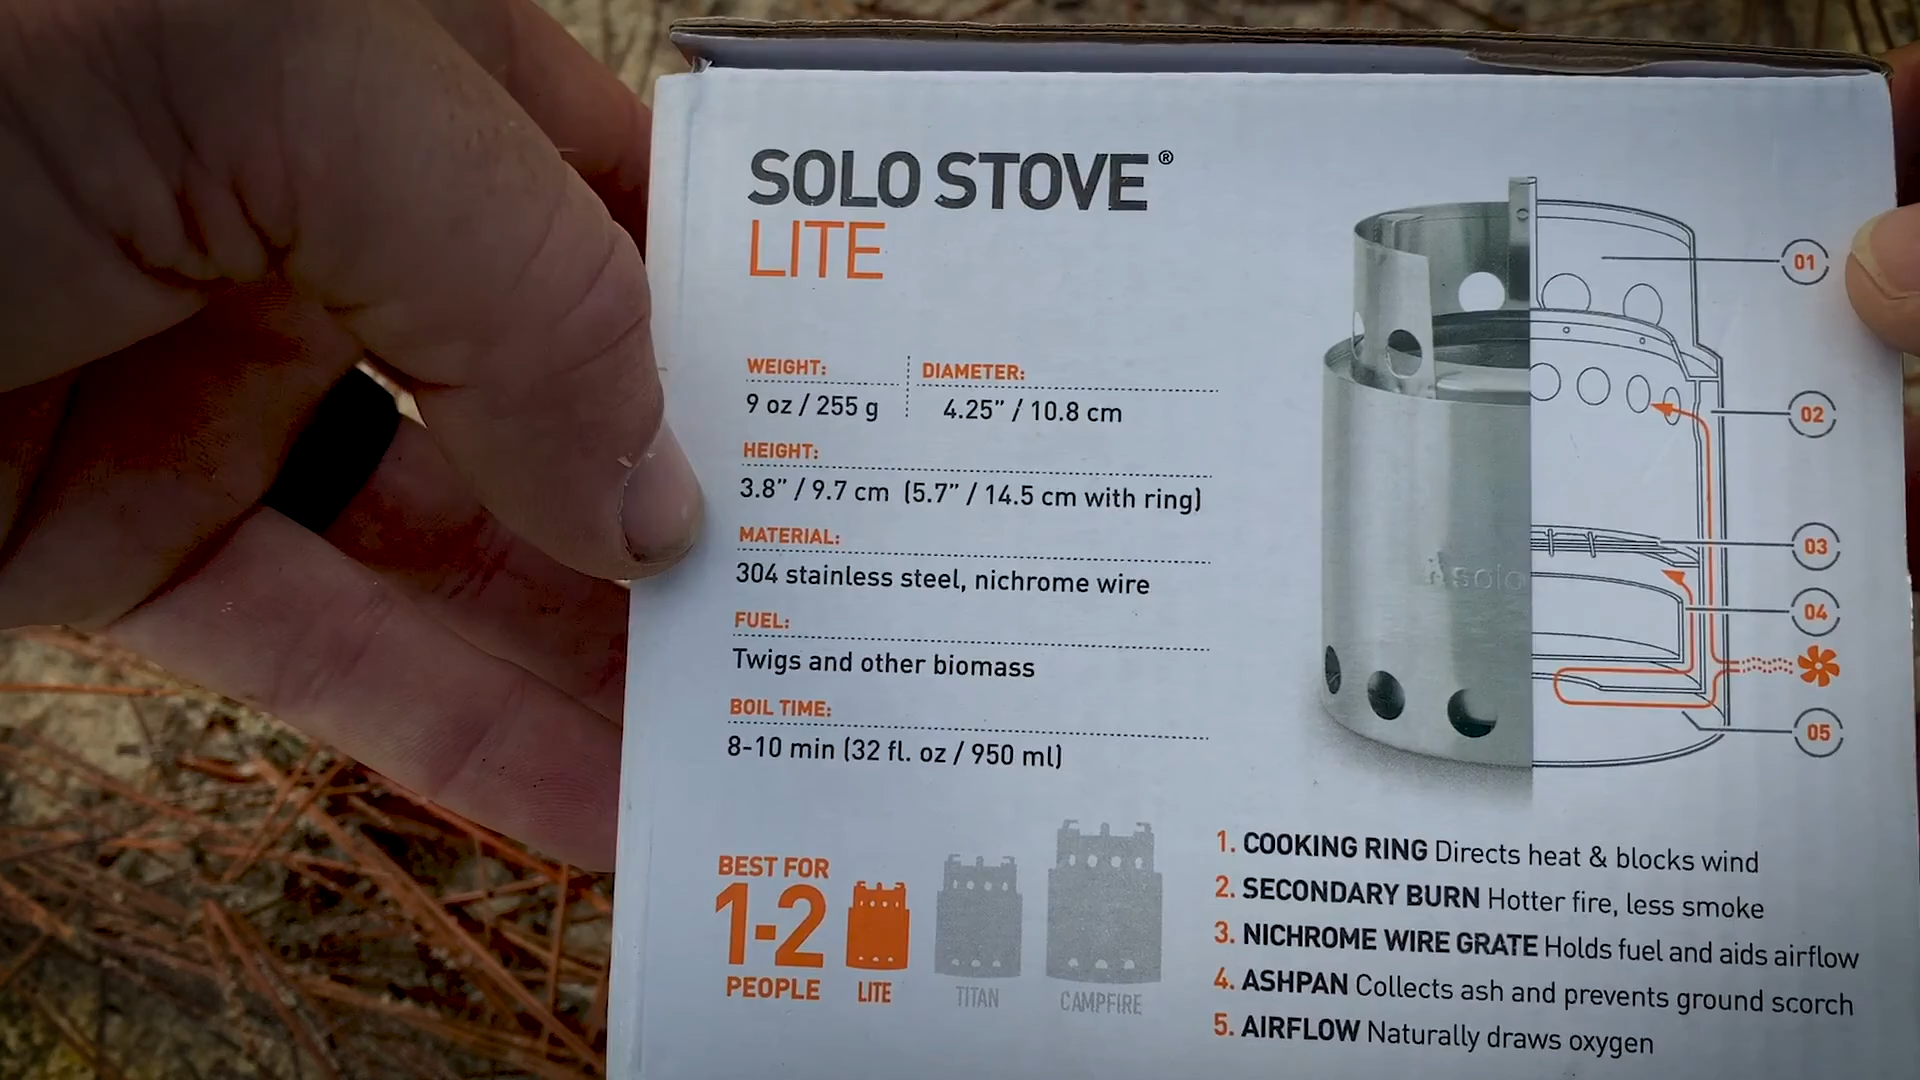 SOLO STOVE®
LITE
WEIGHT:
9 oz / 255 g
DIAMETER:
4.25” / 10.8 cm
HEIGHT:
3.8” / 9.7 cm (5.7” / 14.5 cm with ring)
MATERIAL:
304 stainless steel, nichrome wire
FUEL:
Twigs and other biomass
BOIL TIME:
8-10 min (32 fl. oz / 950 ml)
BEST FOR
1-2
PEOPLE
LITE
TITAN
CAMPFIRE
solo
01
02
03
04
05
1. COOKING RING Directs heat & blocks wind
2. SECONDARY BURN Hotter fire, less smoke
3. NICHROME WIRE GRATE Holds fuel and aids airflow
4. ASHPAN Collects ash and prevents ground scorch
5. AIRFLOW Naturally draws oxygen